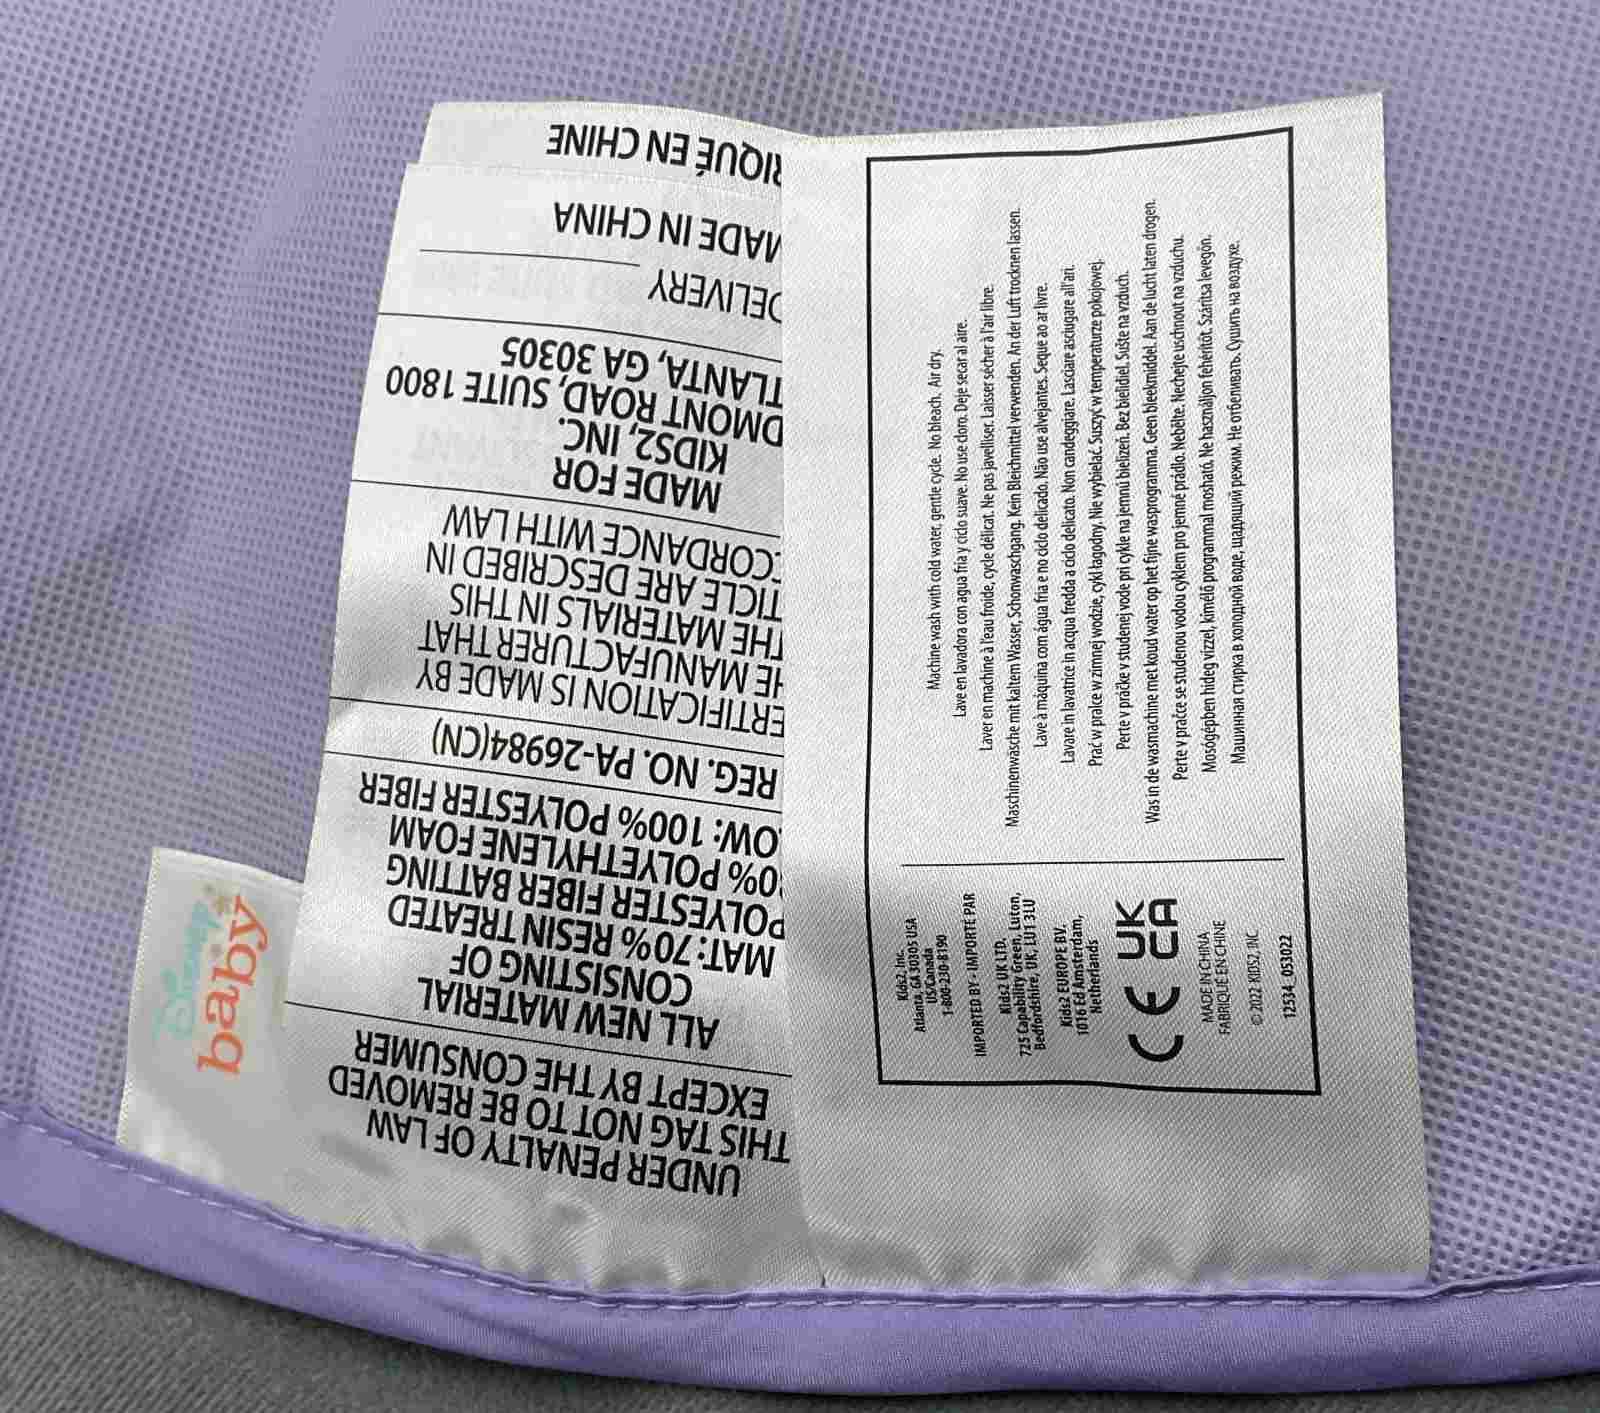 Disney
baby
UNDER PENALTY OF LAW
THIS TAG NOT TO BE REMOVED
EXCEPT BY THE CONSUMER
ALL NEW MATERIAL
CONSISTING OF
MAT: 70% RESIN TREATED
POLYESTER FIBER BATTING
0% POLYETHYLENE FOAM
OW: 100% POLYESTER FIBER
REG. NO. PA-26984(CN)
ERTIFICATION IS MADE BY
HE MANUFACTURER THAT
THE MATERIALS IN THIS
TICLE ARE DESCRIBED IN
CORDANCE WITH LAW
MADE FOR
KIDS2, INC.
DMONT ROAD, SUITE 1800
TLANTA, GA 30305
DELIVERY
MADE IN CHINA
RIQUÉ EN CHINE
Machine wash with cold water, gentle cycle. No bleach. Air dry.
Lave en lavadora con agua fria y ciclo suave. No use cloro. Deje secar al aire.
Laver en machine à l'eau froide, cycle délicat. Ne pas javelliser. Laisser sécher à l'air libre.
Maschinenwäsche mit kaltem Wasser, Schonwaschgang. Kein Bleichmittel verwenden. An der Luft trocknen lassen.
Lave à máquina com água fria e no ciclo delicado. Não use alvejantes. Seque ao ar livre.
Lavare in lavatrice in acqua fredda a ciclo delicato. Non candeggiare. Lasciare asciugare all'ari.
Prać w pralce w zimnej wodzie, cykl łagodny. Nie wybielać. Suszyć w temperaturze pokojowej.
Perte v práčke v studenej vode pri cykle na jemnú bielizeň. Bez bielidiel. Sušte na vzduch.
Was in de wasmachine met koud water op het fijne wasprogramma. Geen bleekmiddel. Aan de lucht laten drogen.
Perte v pračce se studenou vodou cyklem pro jemné prádlo. Nebělte. Nechejte uschnout na vzduchu.
Mosógépben hideg vízzel, kímélő programmal mosható. Ne használjon fehérítőt. Szárítsa levegőn.
Машинная стирка в холодной воде, щадящий режим. Не отбеливать. Сушить на воздухе.
Kids2, Inc.
Atlanta, GA 30305 USA
US/Canada
1-800-230-8190
IMPORTED BY • IMPORTÉ PAR
Kids2 UK LTD.
725 Capability Green, Luton,
Bedfordshire, UK, LU1 3LU
Kids2 EUROPE BV.
1016 Ed Amsterdam,
Netherlands
CE UK
CA
MADE IN CHINA
FABRIQUÉ EN CHINE
© 2022 KIDS2, INC.
12534_053022